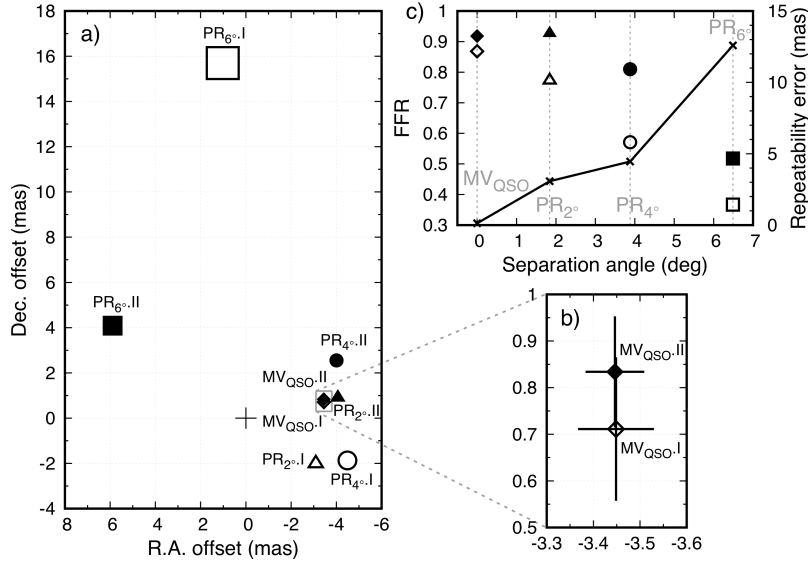 a)
18
16
14
12
10
8
6
4
2
0
-2
-4
Dec. offset (mas)
8
6
4
2
0
-2
-4
-6
R.A. offset (mas)
PR6°.I
PR6°.II
PR4°.II
MVQSO.II
PR2°.II
MVQSO.I
PR2°.I
PR4°.I
c)
1
0.9
0.8
0.7
0.6
0.5
0.4
0.3
FFR
15
10
5
0
Repeatability error (mas)
PR6°
MVQSO
PR2°
PR4°
0
1
2
3
4
5
6
7
Separation angle (deg)
b)
1
0.9
0.8
0.7
0.6
0.5
MVQSO.II
MVQSO.I
-3.3
-3.4
-3.5
-3.6